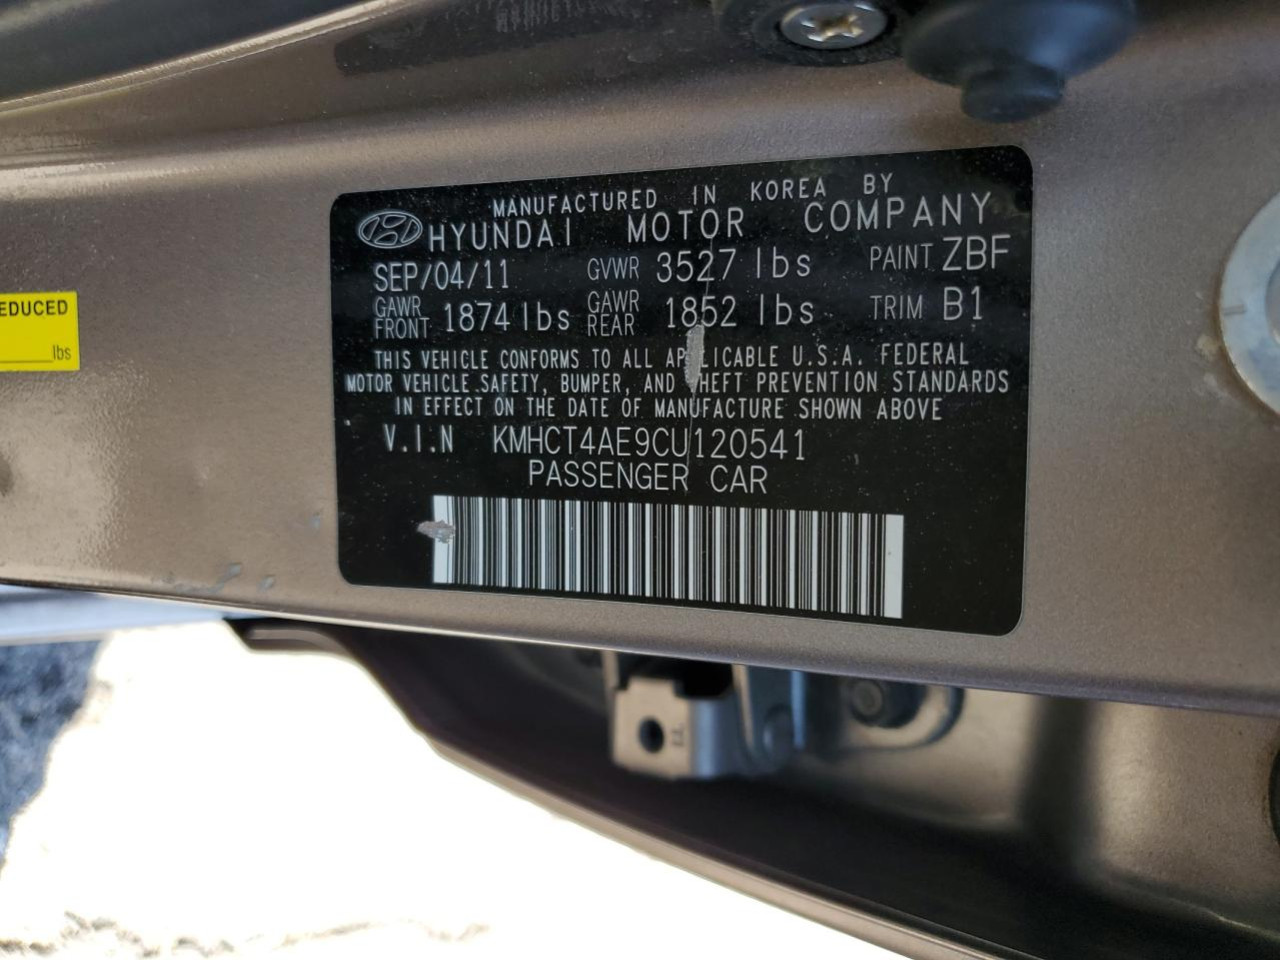 MANUFACTURED IN KOREA BY
HYUNDAI MOTOR COMPANY
SEP/04/11 GVWR 3527 lbs PAINT ZBF
GAWR FRONT 1874 lbs GAWR REAR 1852 lbs TRIM B1
THIS VEHICLE CONFORMS TO ALL APPLICABLE U.S.A. FEDERAL
MOTOR VEHICLE SAFETY, BUMPER, AND THEFT PREVENTION STANDARDS
IN EFFECT ON THE DATE OF MANUFACTURE SHOWN ABOVE
V.I.N KMHCT4AE9CU120541
PASSENGER CAR
EDUCED
lbs